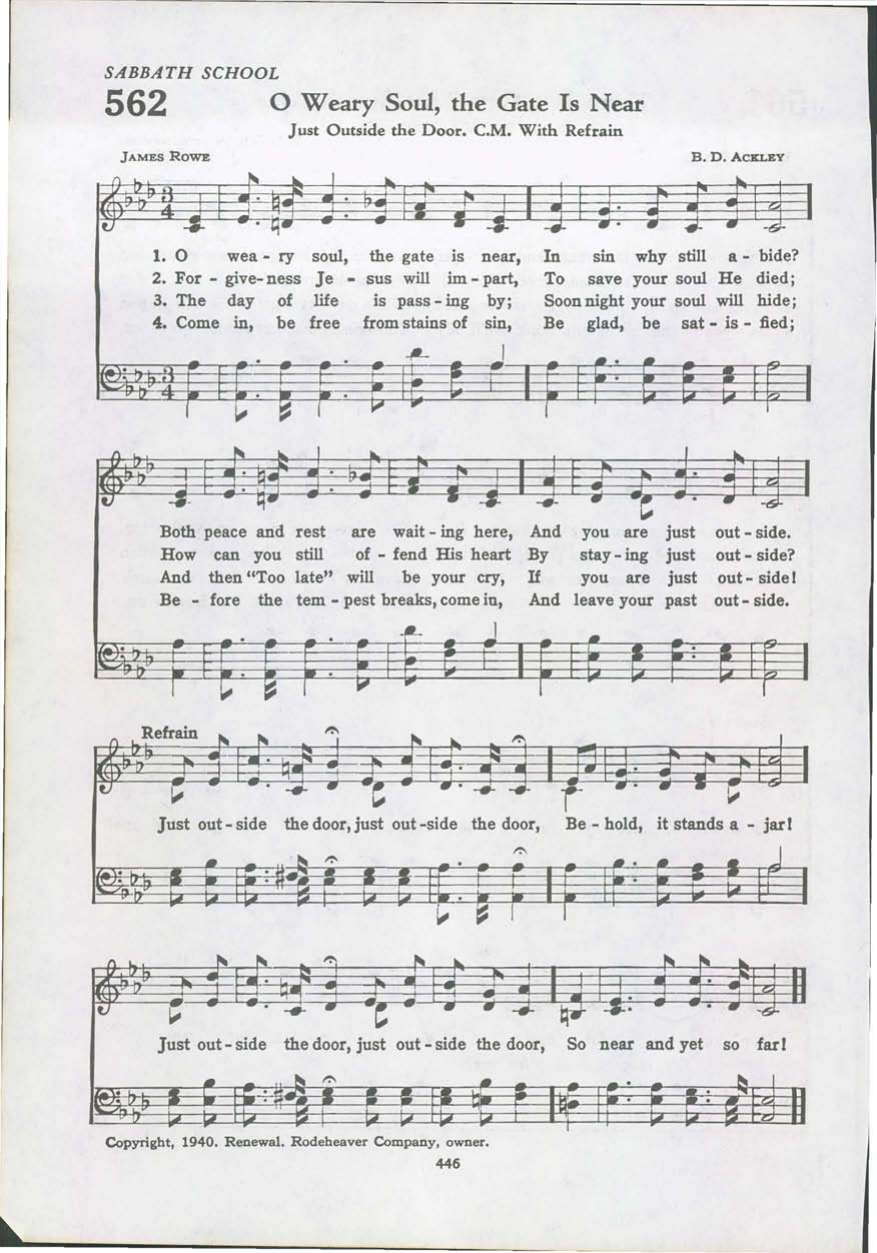 SABBATH SCHOOL
562 O Weary Soul, the Gate Is Near
Just Outside the Door. C.M. With Refrain
JAMES ROWE B. D. ACKLEY
3 4
1. O wea - ry soul, the gate is near, In sin why still a - bide?
2. For - give - ness Je - sus will im - part, To save your soul He died;
3. The day of life is pass - ing by; Soon night your soul will hide;
4. Come in, be free from stains of sin, Be glad, be sat - is - fied;
3 4
Both peace and rest are wait - ing here, And you - are just out - side.
How can you still of - fend His heart By stay - ing just out - side?
And then "Too late" will be your cry, If you are just out - side!
Be - fore the tem - pest breaks, come in, And leave your past out - side.
Refrain
Just out - side the door, just out - side the door, Be - hold, it stands a - jar!
Just out - side the door, just out - side the door, So near and yet so far!
Copyright, 1940. Renewal. Rodeheaver Company, owner.
446